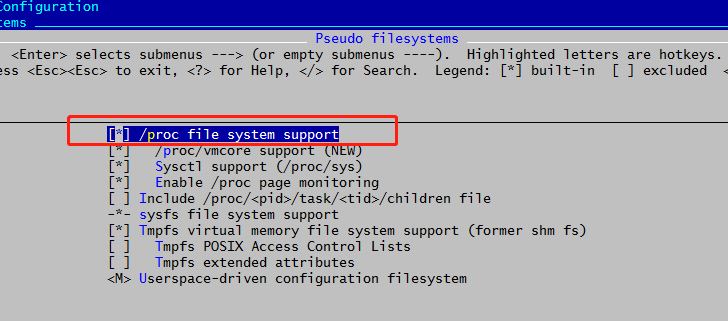 Configuration
tems
Pseudo filesystems
<Enter> selects submenus ---> (or empty submenus ----). Highlighted letters are hotkeys.
ess <Esc><Esc> to exit, <?> for Help, </> for Search. Legend: [*] built-in [ ] excluded <
[*] /proc file system support
[*] /proc/vmcore support (NEW)
[*] Sysctl support (/proc/sys)
[*] Enable /proc page monitoring
[ ] Include /proc/<pid>/task/<tid>/children file
-*- sysfs file system support
[*] Tmpfs virtual memory file system support (former shm fs)
[ ] Tmpfs POSIX Access Control Lists
[ ] Tmpfs extended attributes
<M> Userspace-driven configuration filesystem